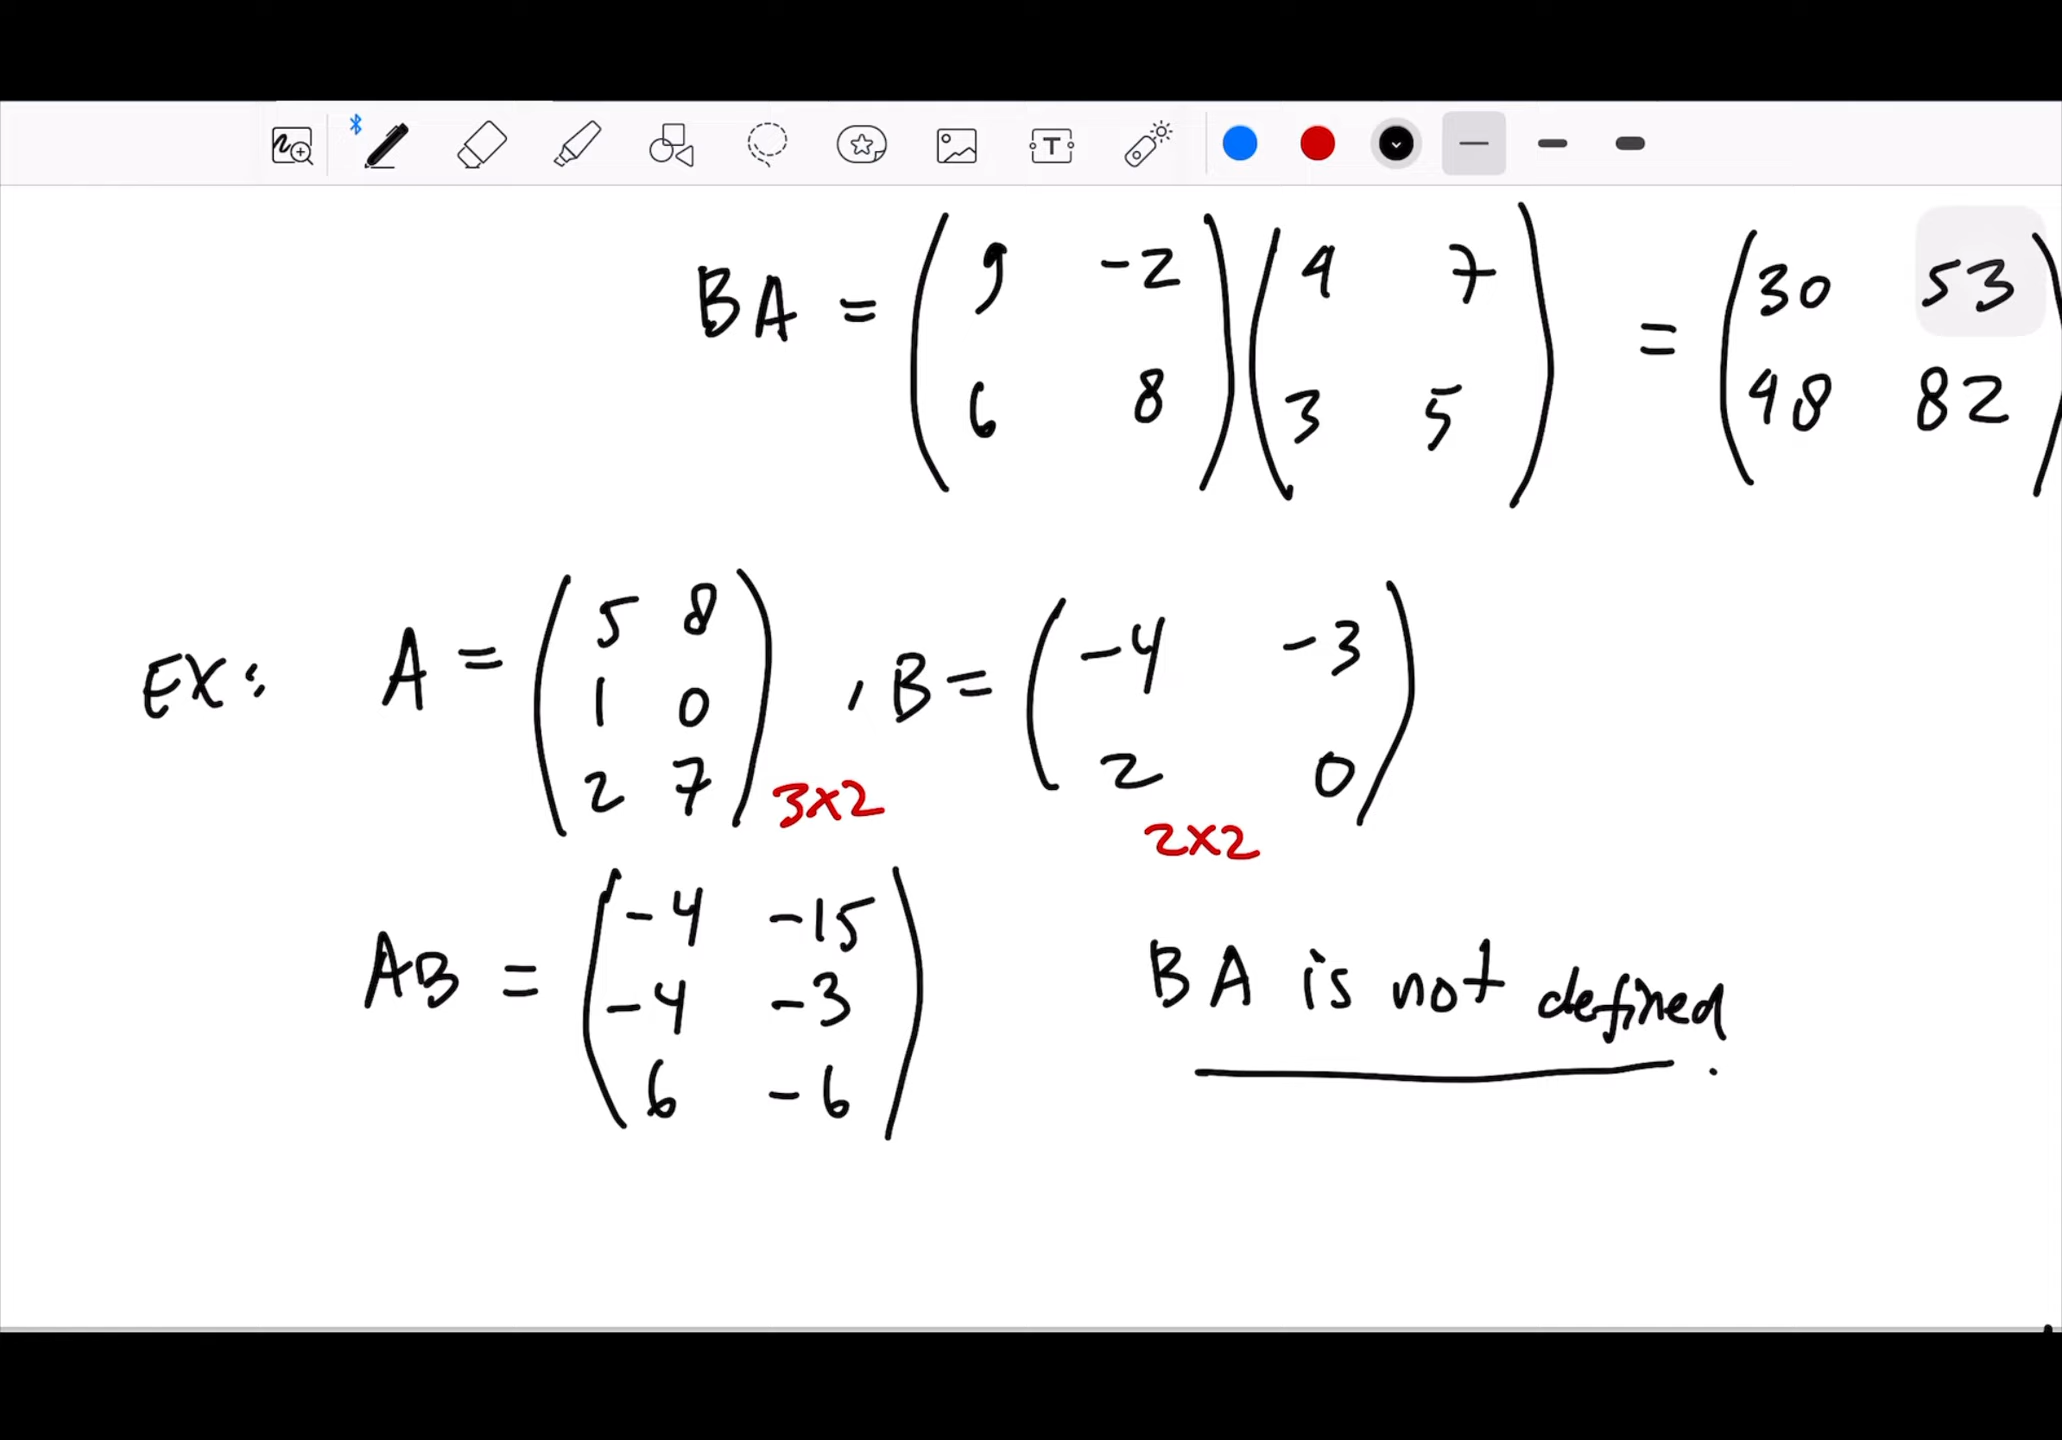 BA = ( 9 -2 ) ( 4 7 ) = ( 30 53 )
( 6 8 ) ( 3 5 ) ( 48 82 )
EX: A = ( 5 8 ) , B = ( -4 -3 )
( 1 0 )
( 2 7 ) 3x2 ( 2 0 ) 2x2
AB = ( -4 -15 ) BA is not defined.
( -4 -3 )
( 6 -6 )